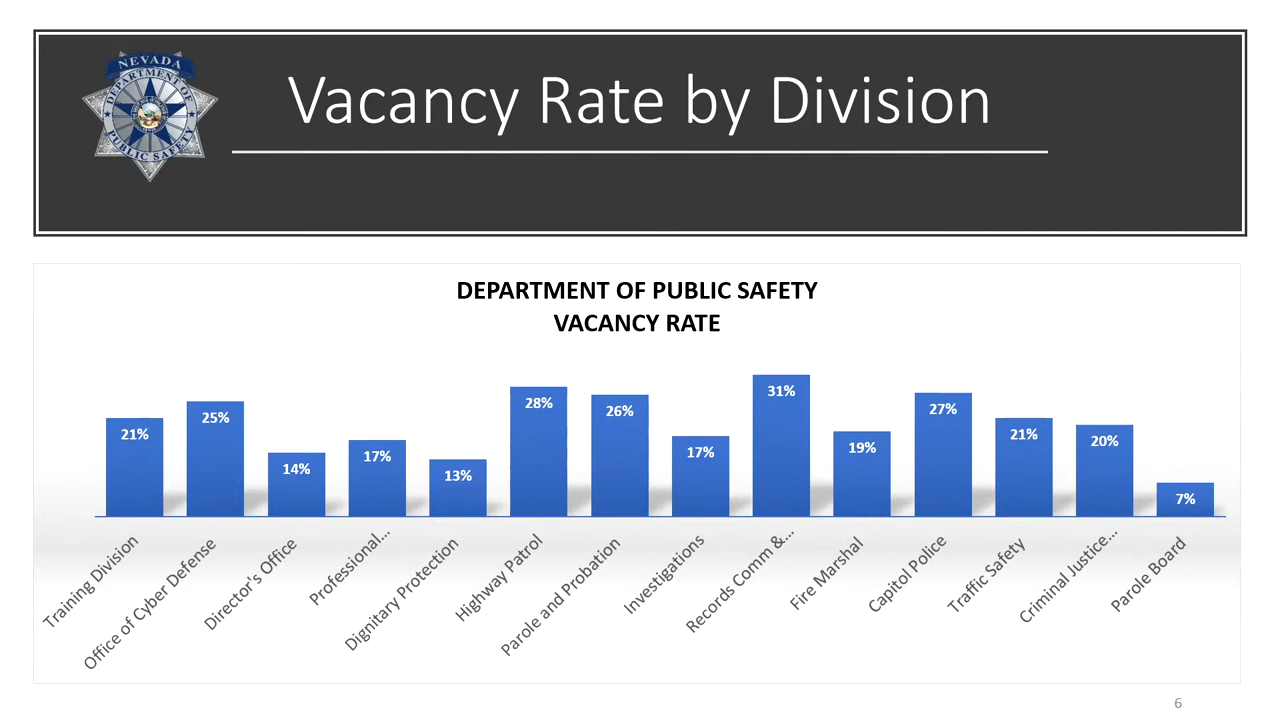 NEVADA
DEPARTMENT OF
PUBLIC SAFETY
Vacancy Rate by Division
DEPARTMENT OF PUBLIC SAFETY
VACANCY RATE
21%
25%
14%
17%
13%
28%
26%
17%
31%
19%
27%
21%
20%
7%
Training Division
Office of Cyber Defense
Director's Office
Professional...
Dignitary Protection
Highway Patrol
Parole and Probation
Investigations
Records Comm &...
Fire Marshal
Capitol Police
Traffic Safety
Criminal Justice...
Parole Board
6